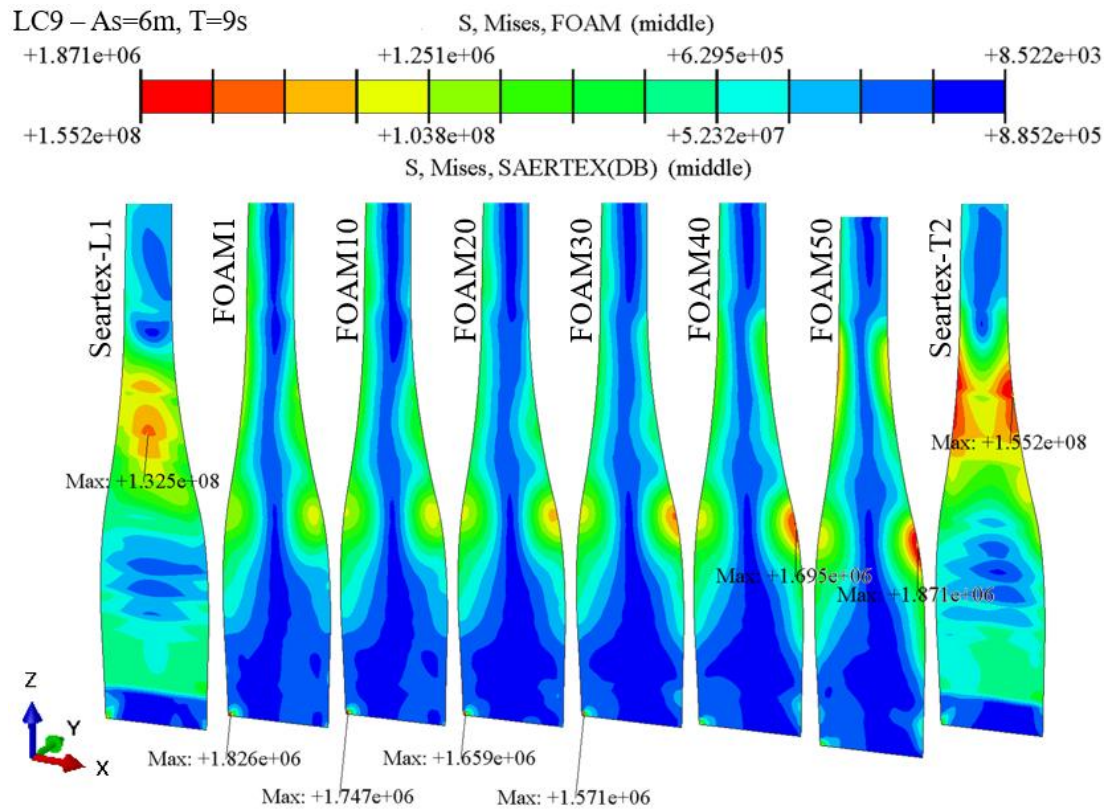 LC9 – As=6m, T=9s
S, Mises, FOAM (middle)
+1.871e+06 +1.251e+06 +6.295e+05 +8.522e+03
+1.552e+08 +1.038e+08 +5.232e+07 +8.852e+05
S, Mises, SAERTEX(DB) (middle)
Seartex-L1
FOAM1
FOAM10
FOAM20
FOAM30
FOAM40
FOAM50
Seartex-T2
Max: +1.325e+08
Max: +1.552e+08
Max: +1.695e+06
Max: +1.871e+06
Max: +1.826e+06
Max: +1.659e+06
Max: +1.747e+06
Max: +1.571e+06
Z
Y
X